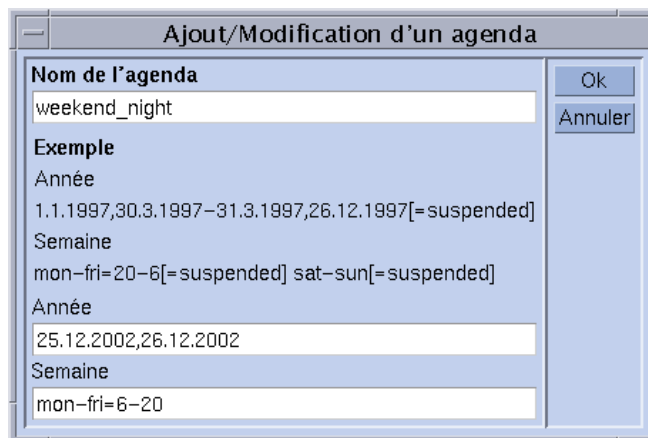 Ajout/Modification d'un agenda
Nom de l'agenda
weekend_night
Exemple
Année
1.1.1997,30.3.1997-31.3.1997,26.12.1997[=suspended]
Semaine
mon-fri=20-6[=suspended] sat-sun[=suspended]
Année
25.12.2002,26.12.2002
Semaine
mon-fri=6-20
Ok
Annuler